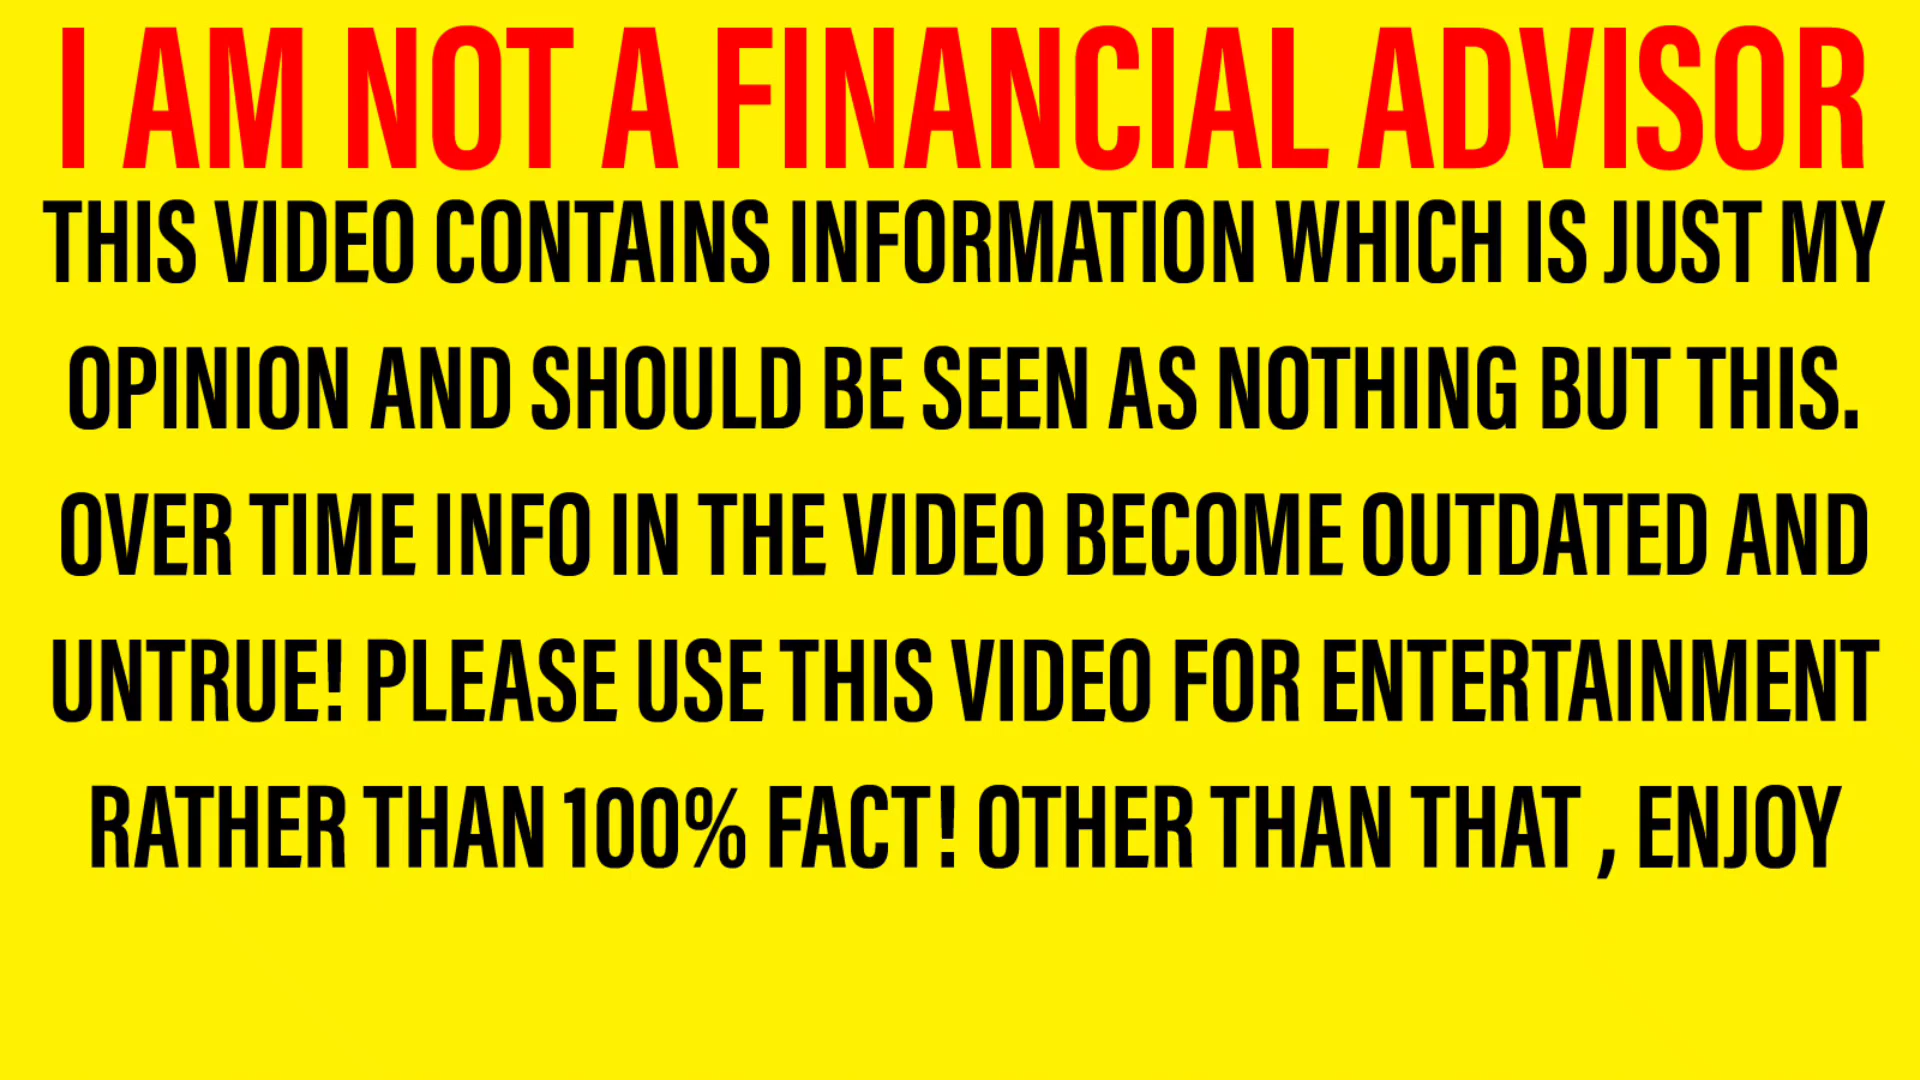 I AM NOT A FINANCIAL ADVISOR
THIS VIDEO CONTAINS INFORMATION WHICH IS JUST MY
OPINION AND SHOULD BE SEEN AS NOTHING BUT THIS.
OVER TIME INFO IN THE VIDEO BECOME OUTDATED AND
UNTRUE! PLEASE USE THIS VIDEO FOR ENTERTAINMENT
RATHER THAN 100% FACT! OTHER THAN THAT , ENJOY